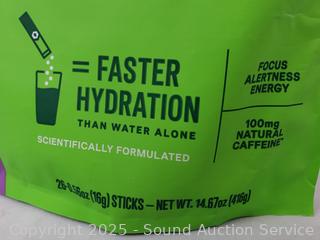 = FASTER
HYDRATION
THAN WATER ALONE
SCIENTIFICALLY FORMULATED
FOCUS
ALERTNESS
ENERGY
100mg
NATURAL
CAFFEINE**
26-0.56oz (16g) STICKS – NET WT. 14.67oz (416g)
Copyright 2025 - Sound Auction Service